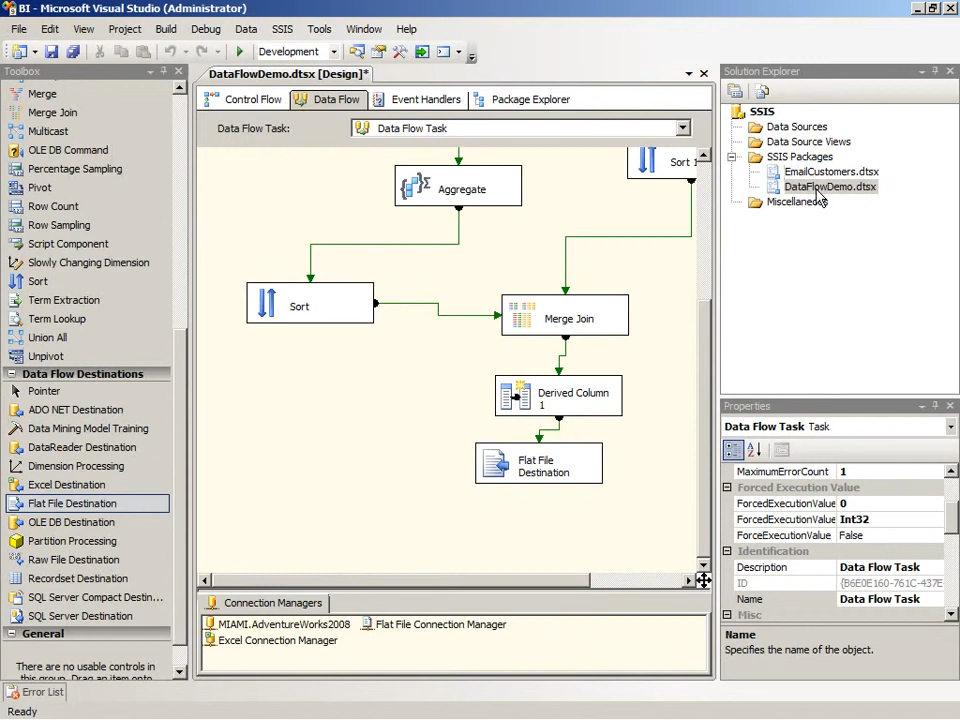 BI - Microsoft Visual Studio (Administrator)
File Edit View Project Build Debug Data SSIS Tools Window Help
Development
Toolbox
Merge
Merge Join
Multicast
OLE DB Command
Percentage Sampling
Pivot
Row Count
Row Sampling
Script Component
Slowly Changing Dimension
Sort
Term Extraction
Term Lookup
Union All
Unpivot
Data Flow Destinations
Pointer
ADO NET Destination
Data Mining Model Training
DataReader Destination
Dimension Processing
Excel Destination
Flat File Destination
OLE DB Destination
Partition Processing
Raw File Destination
Recordset Destination
SQL Server Compact Destin...
SQL Server Destination
General
There are no usable controls in
this group. Drag an item onto
Error List
Ready
DataFlowDemo.dtsx [Design]*
Control Flow Data Flow Event Handlers Package Explorer
Data Flow Task: Data Flow Task
Sort 1
Aggregate
Sort
Merge Join
Derived Column
1
Flat File
Destination
Connection Managers
MIAMI.AdventureWorks2008 Flat File Connection Manager
Excel Connection Manager
Solution Explorer
SSIS
Data Sources
Data Source Views
SSIS Packages
EmailCustomers.dtsx
DataFlowDemo.dtsx
Miscellaneous
Properties
Data Flow Task Task
MaximumErrorCount 1
Forced Execution Value
ForcedExecutionValue 0
ForcedExecutionValue Int32
ForceExecutionValue False
Identification
Description Data Flow Task
ID {B6E0E160-761C-437E
Name Data Flow Task
Misc
Name
Specifies the name of the object.